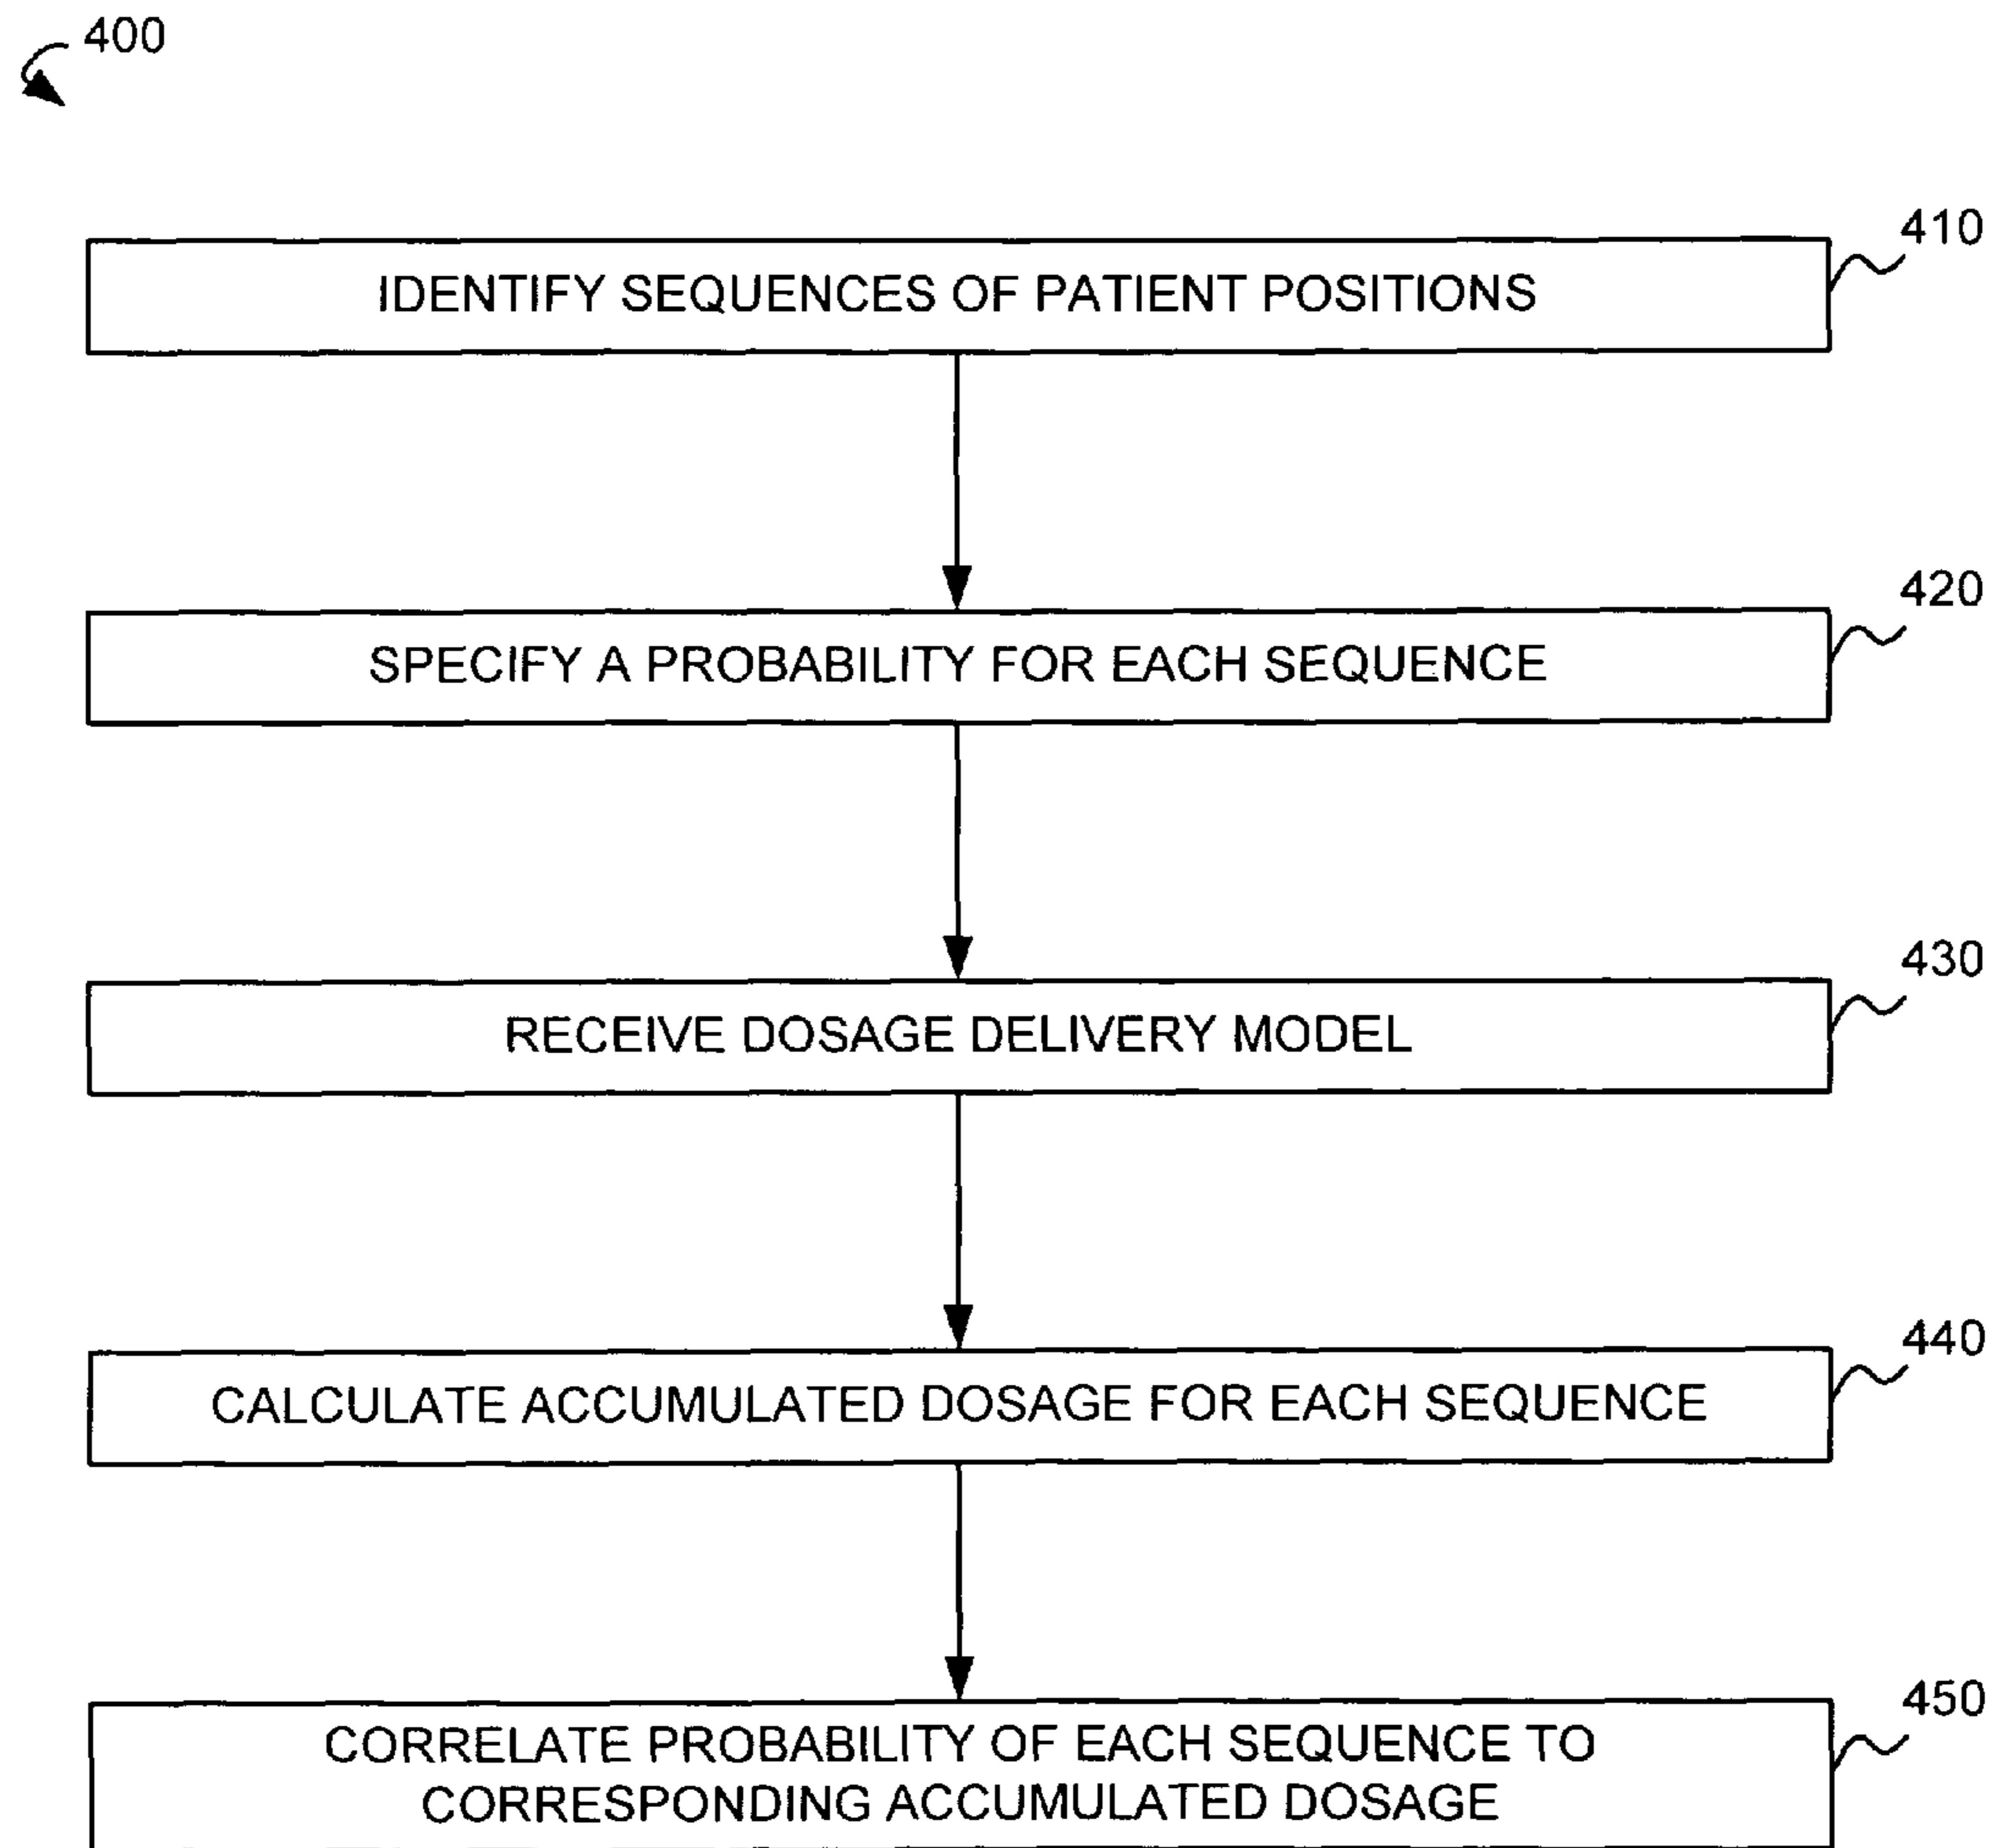 400
410
IDENTIFY SEQUENCES OF PATIENT POSITIONS
420
SPECIFY A PROBABILITY FOR EACH SEQUENCE
430
RECEIVE DOSAGE DELIVERY MODEL
440
CALCULATE ACCUMULATED DOSAGE FOR EACH SEQUENCE
450
CORRELATE PROBABILITY OF EACH SEQUENCE TO
CORRESPONDING ACCUMULATED DOSAGE